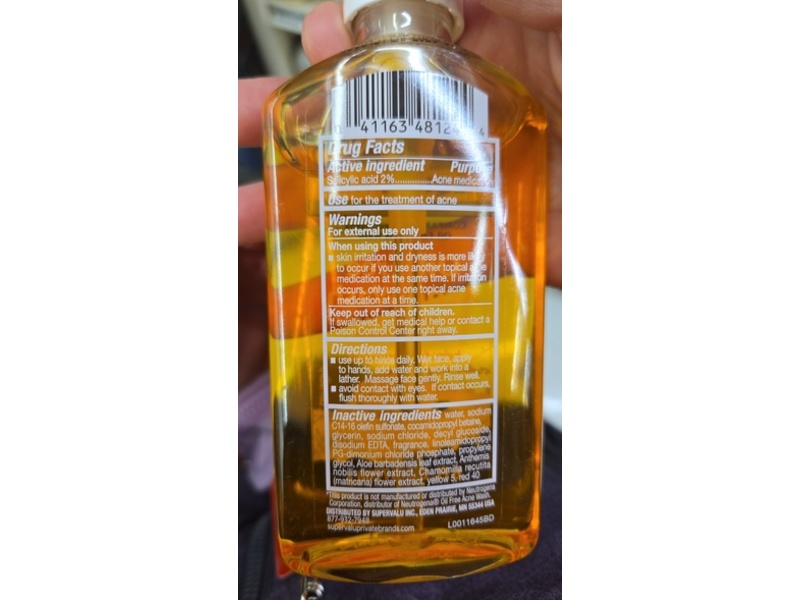 41163 4812
Drug Facts
Active ingredient Purpose
Salicylic acid 2%..............Acne medication
Use for the treatment of acne
Warnings
For external use only
When using this product
■ skin irritation and dryness is more likely
to occur if you use another topical acne
medication at the same time. If irritation
occurs, only use one topical acne
medication at a time.
Keep out of reach of children.
If swallowed, get medical help or contact a
Poison Control Center right away.
Directions
■ use up to twice daily. Wet face, apply
to hands, add water and work into a
lather. Massage face gently. Rinse well.
■ avoid contact with eyes. If contact occurs,
flush thoroughly with water.
Inactive Ingredients water, sodium
C14-16 olefin sulfonate, cocamidopropyl betaine,
glycerin, sodium chloride, decyl glucoside,
disodium EDTA, fragrance, linoleamidopropyl
PG-dimonium chloride phosphate, propylene
glycol, Aloe barbadensis leaf extract, Anthemis
nobilis flower extract, Chamomilla recutita
(matricaria) flower extract, yellow 5, red 40
*This product is not manufactured or distributed by Neutrogena
Corporation, distributor of Neutrogena® Oil Free Acne Wash.
DISTRIBUTED BY SUPERVALU INC., EDEN PRAIRIE, MN 55344 USA
877-932-7948
supervaluprivatebrands.com L0011645BD